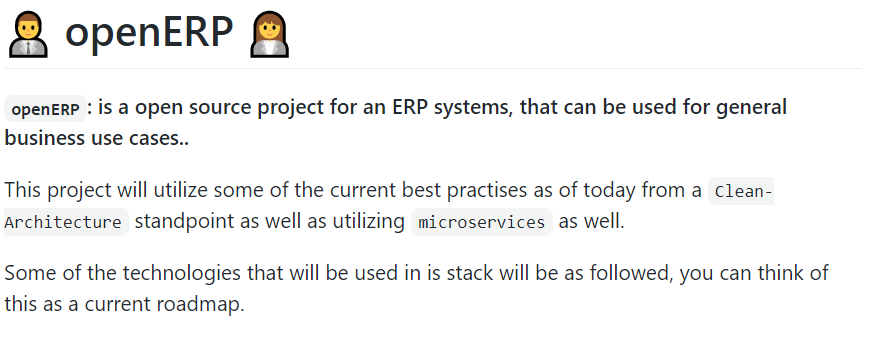 openERP
openERP: is a open source project for an ERP systems, that can be used for general
business use cases..
This project will utilize some of the current best practises as of today from a Clean-
Architecture standpoint as well as utilizing microservices as well.
Some of the technologies that will be used in is stack will be as followed, you can think of
this as a current roadmap.